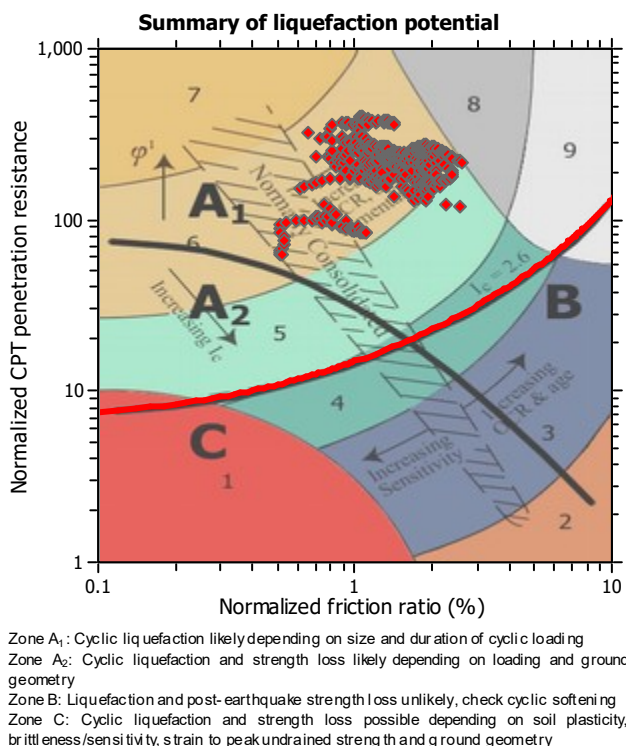 Summary of liquefaction potential
1,000
7
8
9
φ'
Normally Consolidated
A1
100
6
Ic = 2.6
A2
B
Increasing Ic
5
10
4
Increasing OCR & age
C
3
Increasing Sensitivity
1
2
1
0.1
1
10
Normalized CPT penetration resistance
Normalized friction ratio (%)
Zone A1: Cyclic liquefaction likely depending on size and duration of cyclic loading
Zone A2: Cyclic liquefaction and strength loss likely depending on loading and ground
geometry
Zone B: Liquefaction and post-earthquake strength loss unlikely, check cyclic softening
Zone C: Cyclic liquefaction and strength loss possible depending on soil plasticity,
brittleness/sensitivity, strain to peak undrained strength and ground geometry